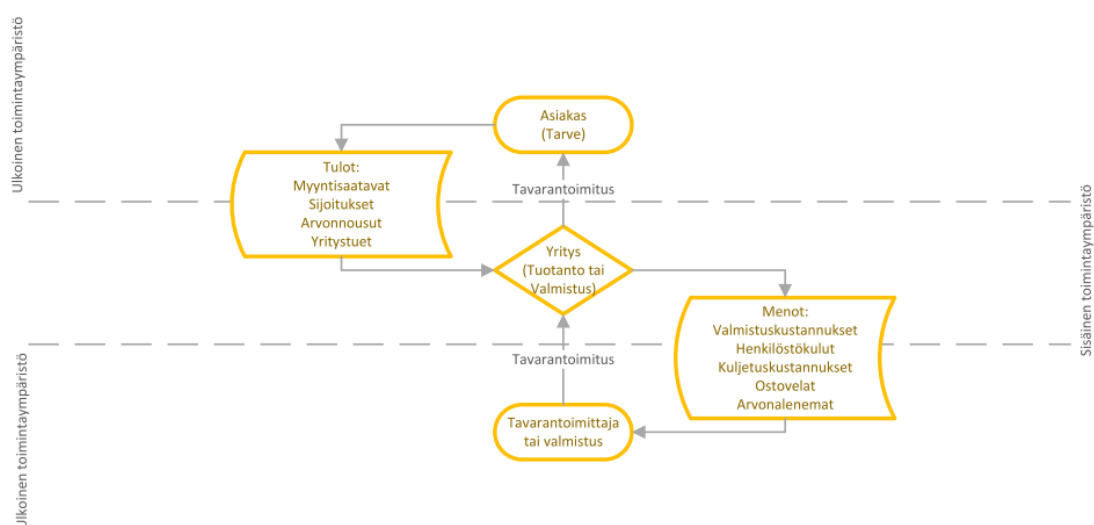 Ulkoinen toimintaympäristö
Asiakas
(Tarve)
Tulot:
Myyntisaatavat
Sijoitukset
Arvonnousut
Yritystuet
Tavarantoimitus
Sisäinen toimintaympäristö
Yritys
(Tuotanto tai
Valmistus)
Menot:
Valmistuskustannukset
Henkilöstökulut
Kuljetuskustannukset
Ostovelat
Arvonalenemat
Tavarantoimitus
Tavarantoimittaja
tai valmistus
Ulkoinen toimintaympäristö